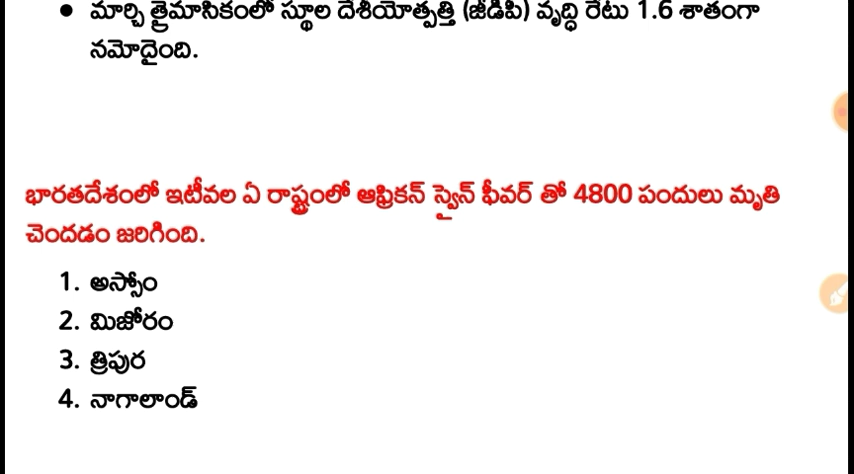 • మార్చి త్రైమాసికంలో స్థూల దేశీయోత్పత్తి (జీడీపీ) వృద్ధి రేటు 1.6 శాతంగా
నమోదైంది.
భారతదేశంలో ఇటీవల ఏ రాష్ట్రంలో ఆఫ్రికన్ స్వైన్ ఫీవర్ తో 4800 పందులు మృతి
చెందడం జరిగింది.
1. అస్సోం
2. మిజోరం
3. త్రిపుర
4. నాగాలాండ్